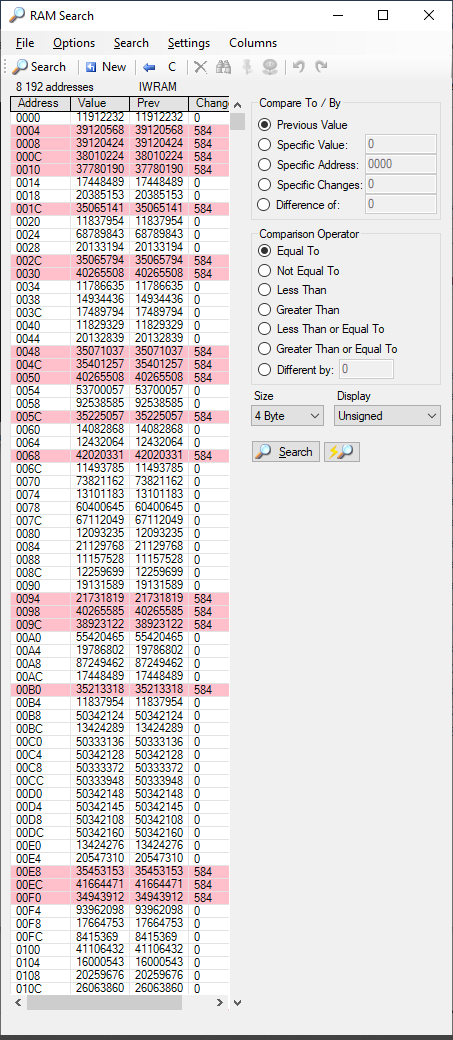 RAM Search
File Options Search Settings Columns
Search New C
8 192 addresses IWRAM
Address Value Prev Chang
0000 11912232 11912232 0
0004 39120568 39120568 584
0008 39120424 39120424 584
000C 38010224 38010224 584
0010 37780190 37780190 584
0014 17448489 17448489 0
0018 20385153 20385153 0
001C 35065141 35065141 584
0020 11837954 11837954 0
0024 68789843 68789843 0
0028 20133194 20133194 0
002C 35065794 35065794 584
0030 40265508 40265508 584
0034 11786635 11786635 0
0038 14934436 14934436 0
003C 17489794 17489794 0
0040 11829329 11829329 0
0044 20132839 20132839 0
0048 35071037 35071037 584
004C 35401257 35401257 584
0050 40265508 40265508 584
0054 53700057 53700057 0
0058 92538585 92538585 0
005C 35225057 35225057 584
0060 14082868 14082868 0
0064 12432064 12432064 0
0068 42020331 42020331 584
006C 11493785 11493785 0
0070 73821162 73821162 0
0074 13101183 13101183 0
0078 60400645 60400645 0
007C 67112049 67112049 0
0080 12093235 12093235 0
0084 21129768 21129768 0
0088 11157528 11157528 0
008C 12259699 12259699 0
0090 19131589 19131589 0
0094 21731819 21731819 584
0098 40265585 40265585 584
009C 38923122 38923122 584
00A0 55420465 55420465 0
00A4 19786802 19786802 0
00A8 87249462 87249462 0
00AC 17448489 17448489 0
00B0 35213318 35213318 584
00B4 11837954 11837954 0
00B8 50342124 50342124 0
00BC 13424289 13424289 0
00C0 50333136 50333136 0
00C4 50342128 50342128 0
00C8 50333372 50333372 0
00CC 50333948 50333948 0
00D0 50342148 50342148 0
00D4 50342145 50342145 0
00D8 50342108 50342108 0
00DC 50342160 50342160 0
00E0 13424276 13424276 0
00E4 20547310 20547310 0
00E8 35453153 35453153 584
00EC 41664471 41664471 584
00F0 34943912 34943912 584
00F4 93962098 93962098 0
00F8 17664753 17664753 0
00FC 8415369 8415369 0
0100 41106432 41106432 0
0104 16000543 16000543 0
0108 20259676 20259676 0
010C 26063860 26063860 0
Compare To / By
Previous Value
Specific Value: 0
Specific Address: 0000
Specific Changes: 0
Difference of: 0
Comparison Operator
Equal To
Not Equal To
Less Than
Greater Than
Less Than or Equal To
Greater Than or Equal To
Different by: 0
Size Display
4 Byte Unsigned
Search